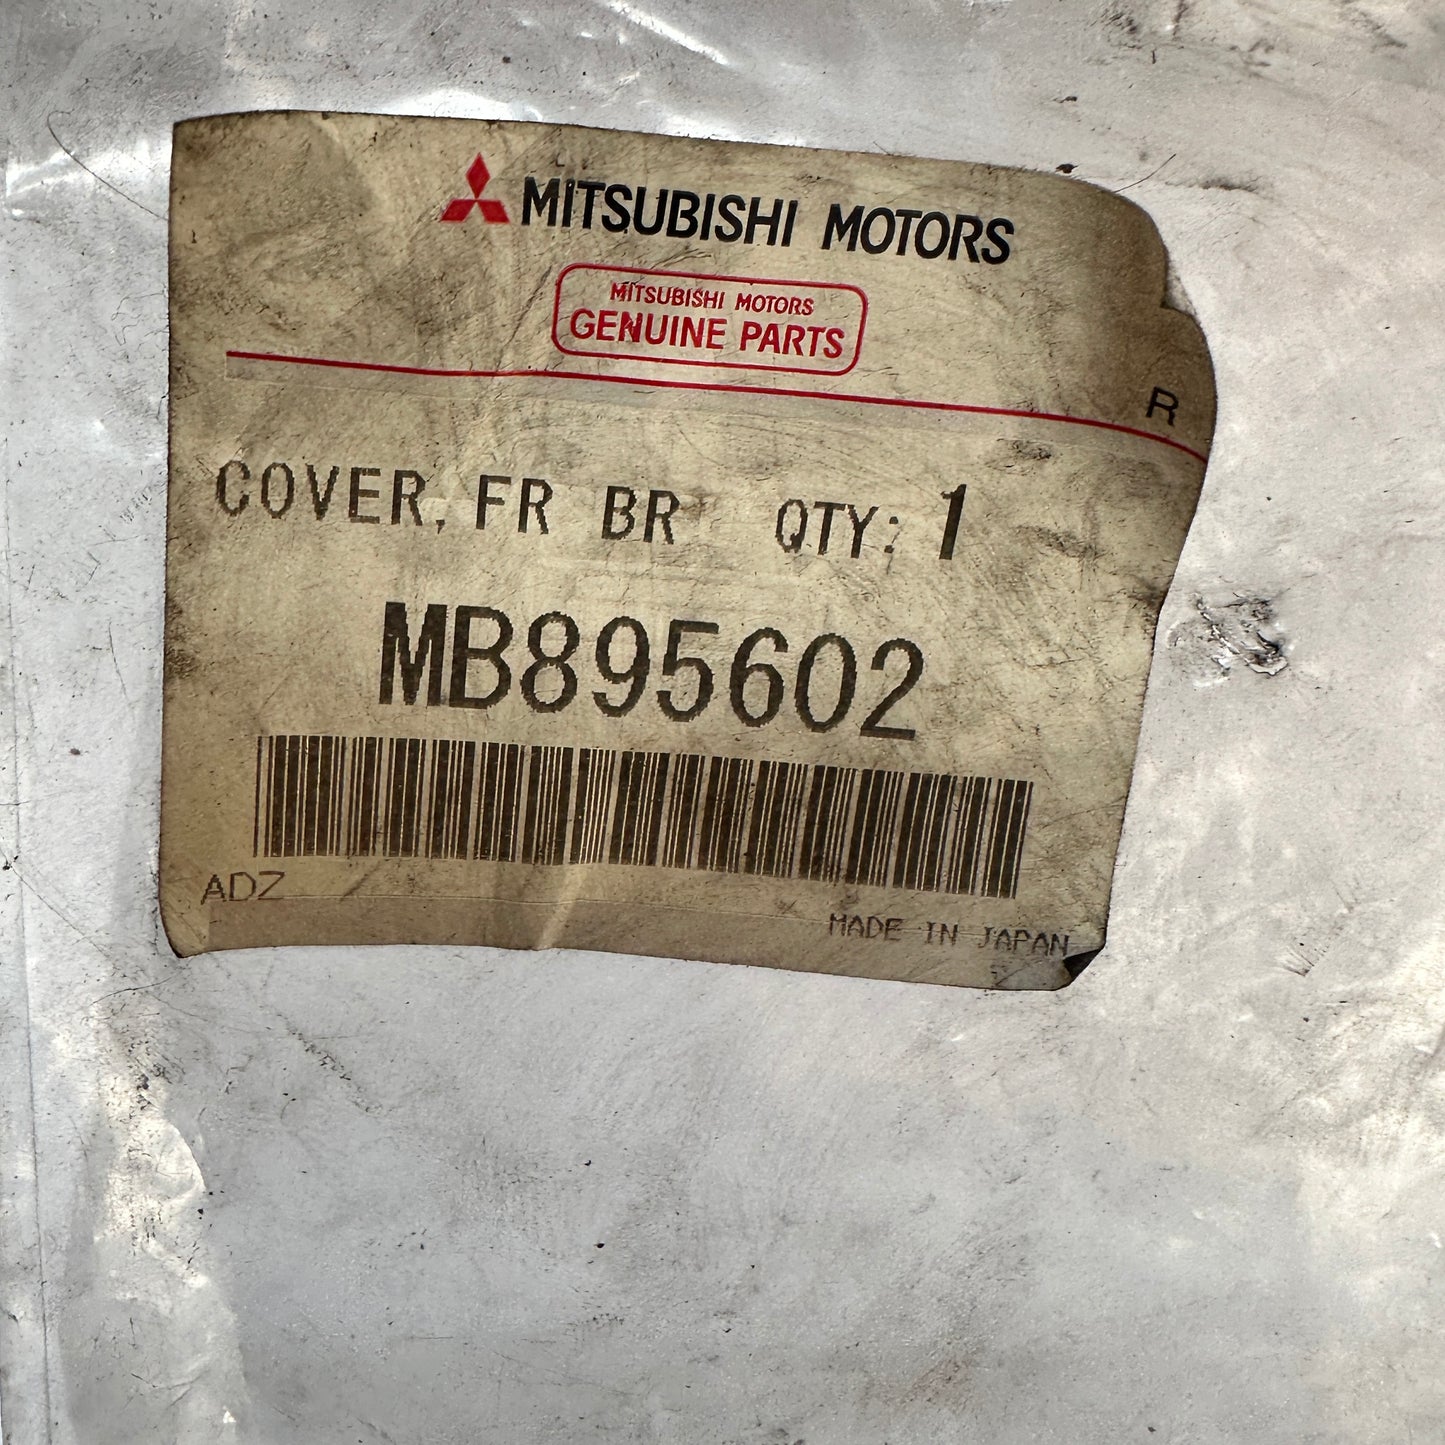 MITSUBISHI MOTORS
MITSUBISHI MOTORS
GENUINE PARTS
R
COVER, FR BR QTY: 1
MB895602
ADZ
MADE IN JAPAN